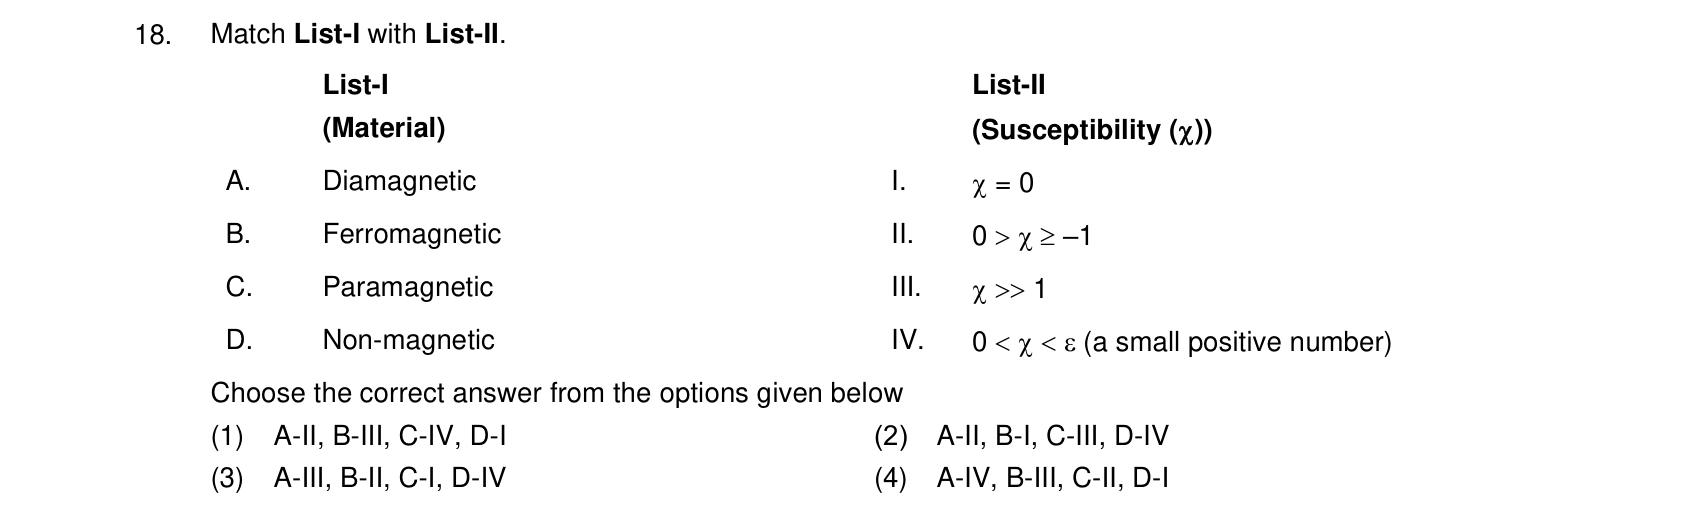 18. Match List-I with List-II.
List-I List-II
(Material) (Susceptibility (χ))
A. Diamagnetic I. χ = 0
B. Ferromagnetic II. 0 > χ ≥ –1
C. Paramagnetic III. χ >> 1
D. Non-magnetic IV. 0 < χ < ε (a small positive number)
Choose the correct answer from the options given below
(1) A-II, B-III, C-IV, D-I (2) A-II, B-I, C-III, D-IV
(3) A-III, B-II, C-I, D-IV (4) A-IV, B-III, C-II, D-I